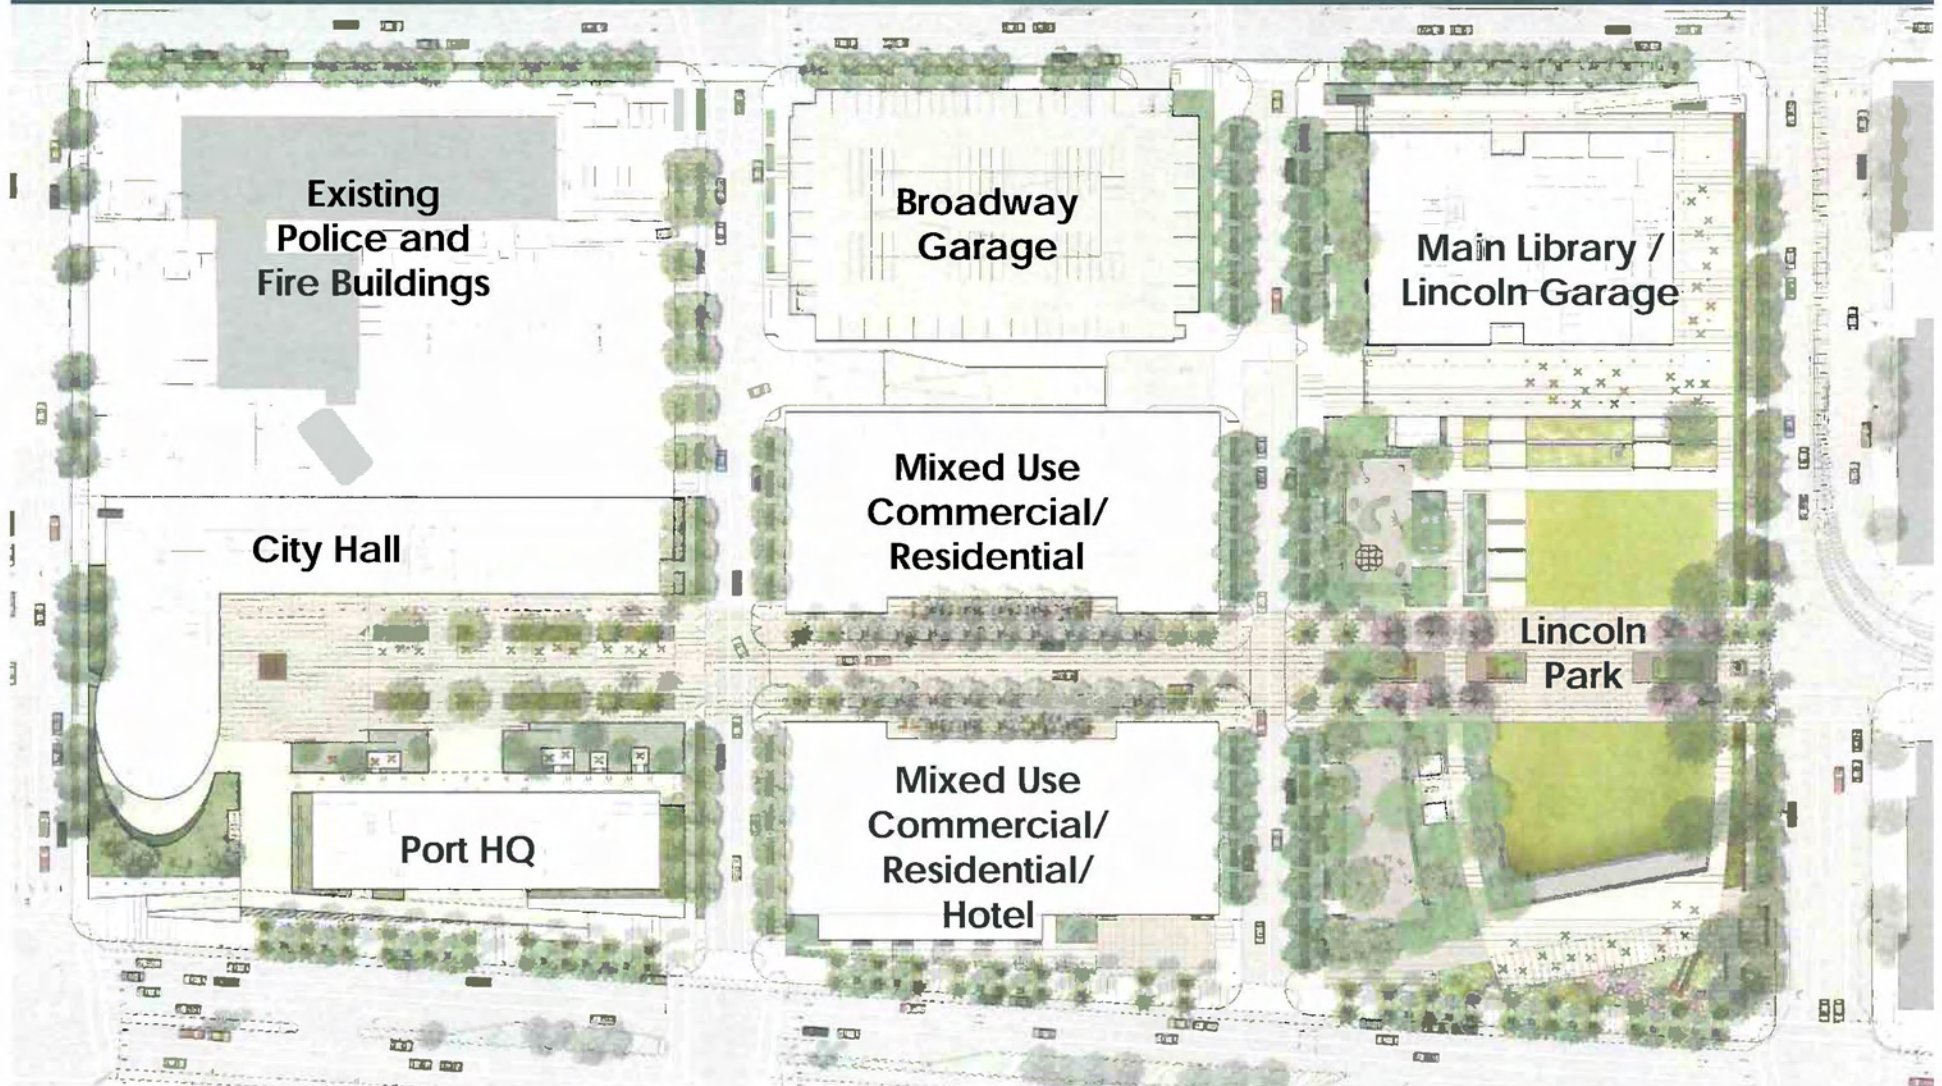 Existing
Police and
Fire Buildings
Broadway
Garage
Main Library /
Lincoln Garage
Mixed Use
Commercial/
Residential
City Hall
Lincoln
Park
Mixed Use
Commercial/
Residential/
Hotel
Port HQ